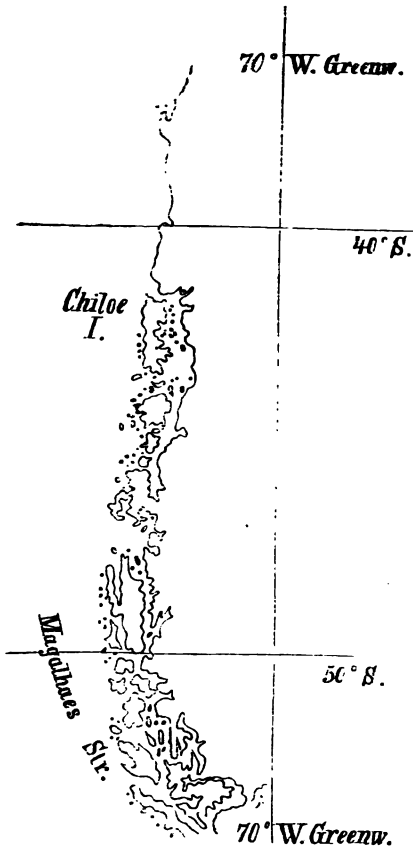 70° W. Greenw.
40° S.
Chiloe
I.
Magalhaes
Str.
50° S.
70° W. Greenw.